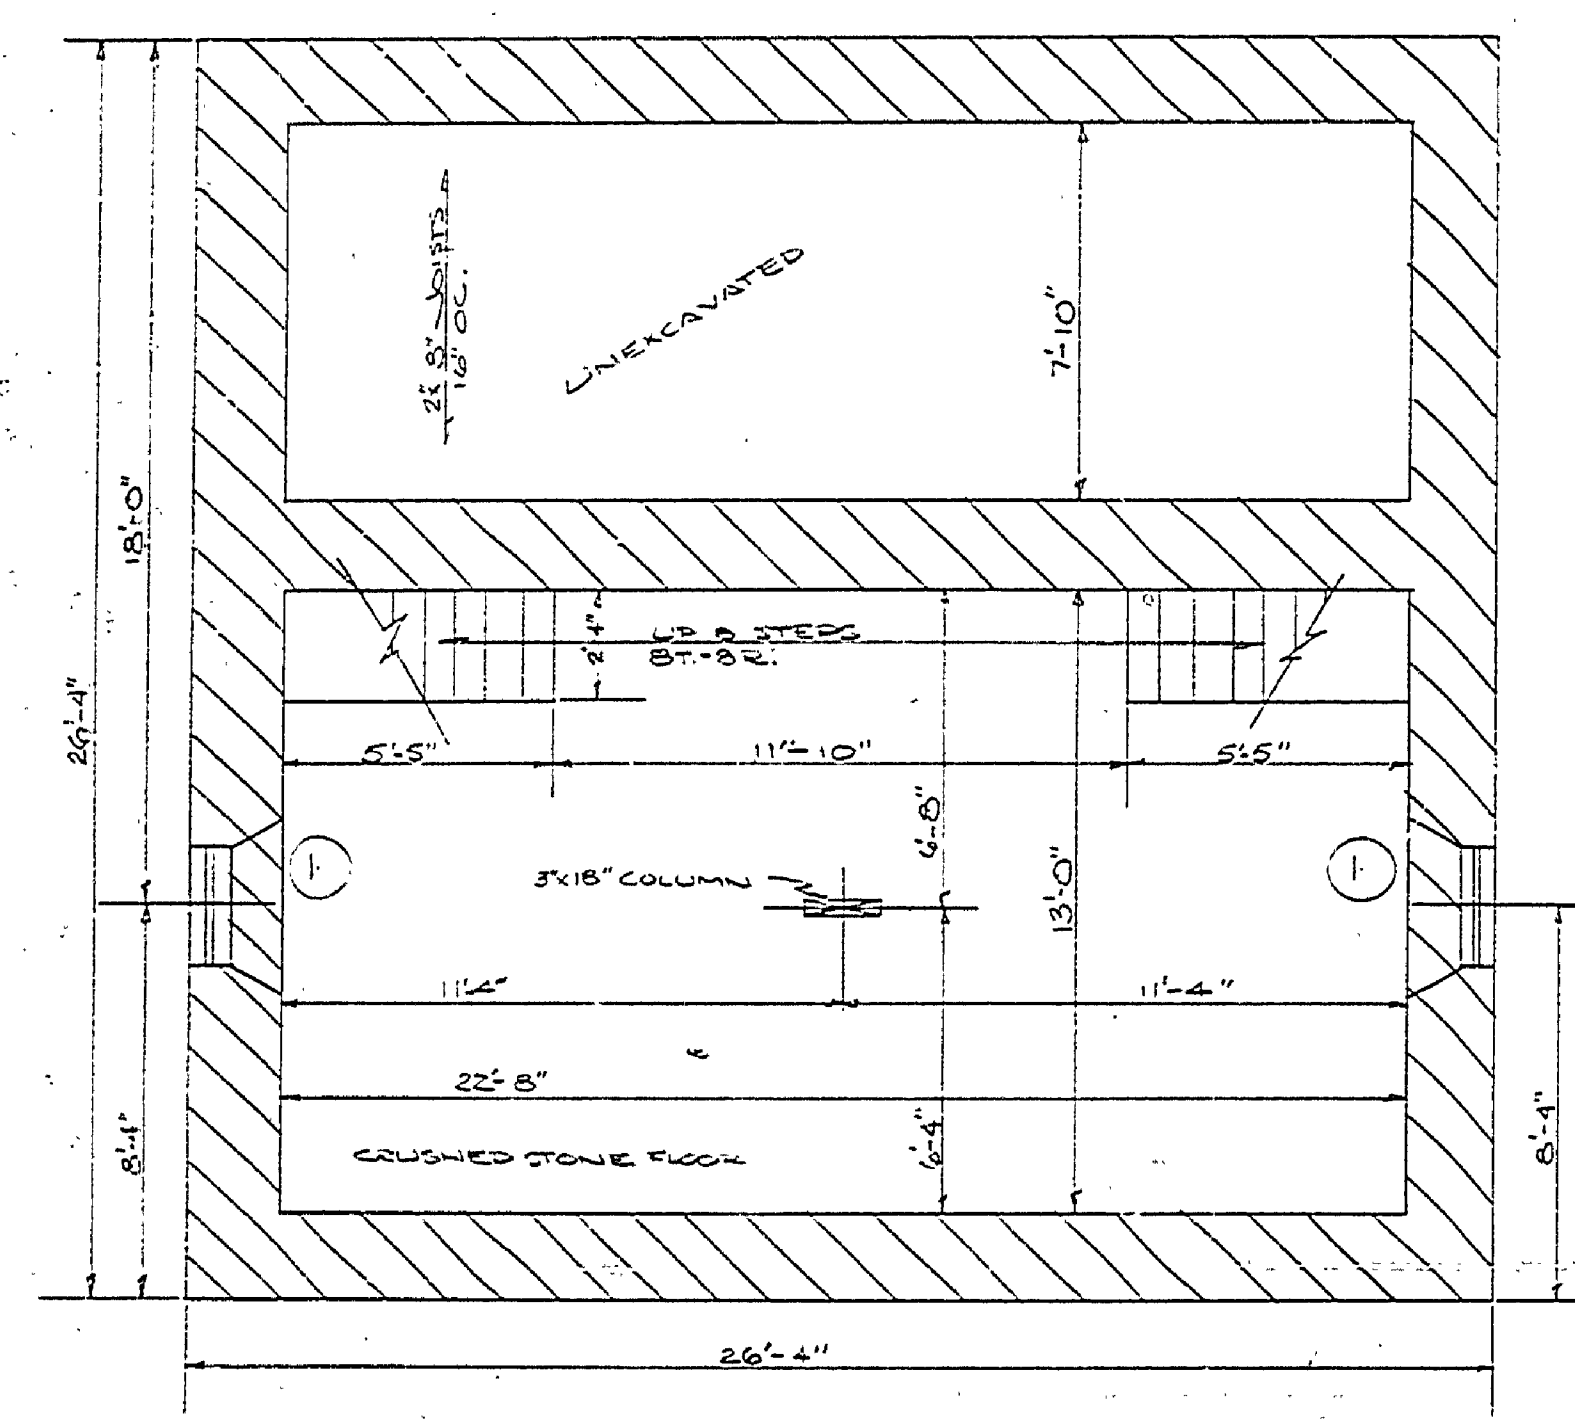 2"x 8" JOISTS
16" OC.
UNEXCAVATED
7'-10"
18'-0"
26'-4"
UP 8 STEPS
8T.-8R.
2'-4"
5'-5"
11'-10"
5'-5"
6'-8"
1
3"x18" COLUMN
1
13'-0"
11'-4"
11'-4"
22'-8"
8'-4"
CRUSHED STONE FLOOR
6'-4"
8'-4"
26'-4"